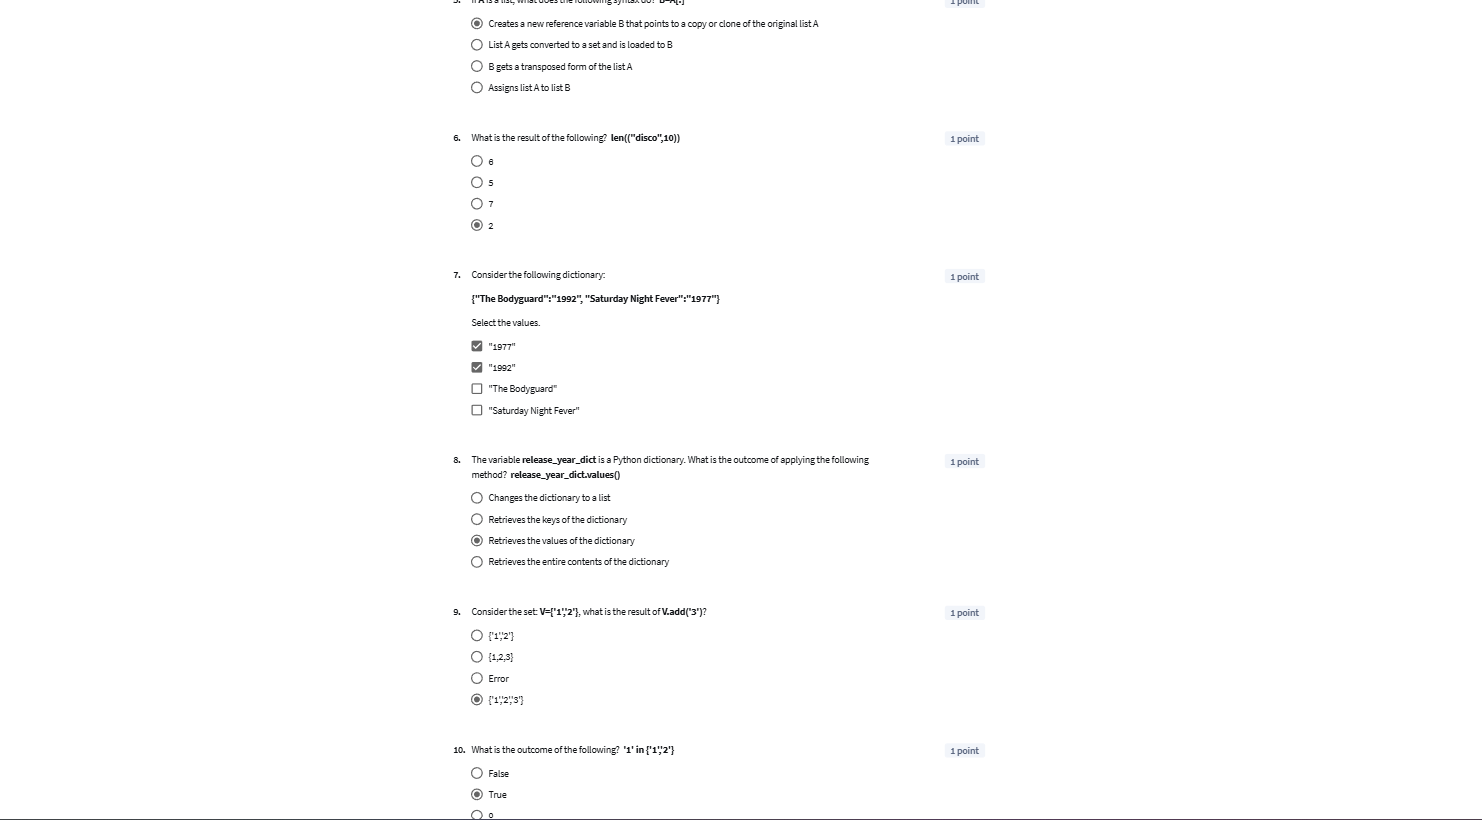 5. If A is a list, what does the following syntax do? B=A[:]
1 point
Creates a new reference variable B that points to a copy or clone of the original list A
List A gets converted to a set and is loaded to B
B gets a transposed form of the list A
Assigns list A to list B
6. What is the result of the following? len(("disco",10))
1 point
6
5
7
2
7. Consider the following dictionary:
1 point
{"The Bodyguard":"1992", "Saturday Night Fever":"1977"}
Select the values.
"1977"
"1992"
"The Bodyguard"
"Saturday Night Fever"
8. The variable release_year_dict is a Python dictionary. What is the outcome of applying the following
1 point
method? release_year_dict.values()
Changes the dictionary to a list
Retrieves the keys of the dictionary
Retrieves the values of the dictionary
Retrieves the entire contents of the dictionary
9. Consider the set: V={'1','2'}, what is the result of V.add('3')?
1 point
{'1','2'}
{1,2,3}
Error
{'1','2','3'}
10. What is the outcome of the following? '1' in {'1','2'}
1 point
False
True
0